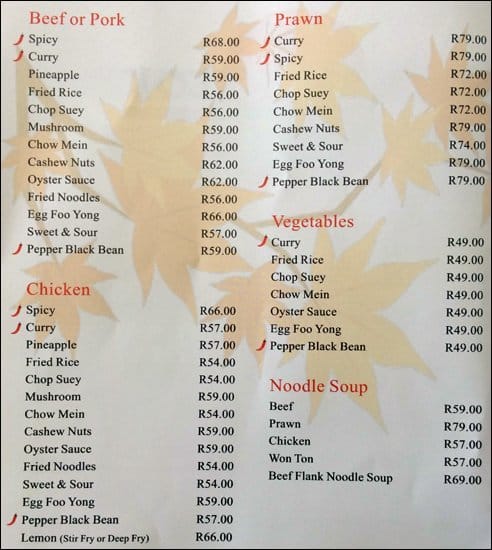 Beef or Pork
Spicy R68.00
Curry R59.00
Pineapple R59.00
Fried Rice R56.00
Chop Suey R56.00
Mushroom R59.00
Chow Mein R56.00
Cashew Nuts R62.00
Oyster Sauce R62.00
Fried Noodles R56.00
Egg Foo Yong R66.00
Sweet & Sour R57.00
Pepper Black Bean R59.00
Chicken
Spicy R66.00
Curry R57.00
Pineapple R57.00
Fried Rice R54.00
Chop Suey R54.00
Mushroom R59.00
Chow Mein R54.00
Cashew Nuts R59.00
Oyster Sauce R59.00
Fried Noodles R54.00
Sweet & Sour R54.00
Egg Foo Yong R59.00
Pepper Black Bean R57.00
Lemon (Stir Fry or Deep Fry) R66.00
Prawn
Curry R79.00
Spicy R79.00
Fried Rice R72.00
Chop Suey R72.00
Chow Mein R72.00
Cashew Nuts R79.00
Sweet & Sour R74.00
Egg Foo Yong R79.00
Pepper Black Bean R79.00
Vegetables
Curry R49.00
Fried Rice R49.00
Chop Suey R49.00
Chow Mein R49.00
Oyster Sauce R49.00
Egg Foo Yong R49.00
Pepper Black Bean R49.00
Noodle Soup
Beef R59.00
Prawn R79.00
Chicken R57.00
Won Ton R57.00
Beef Flank Noodle Soup R69.00